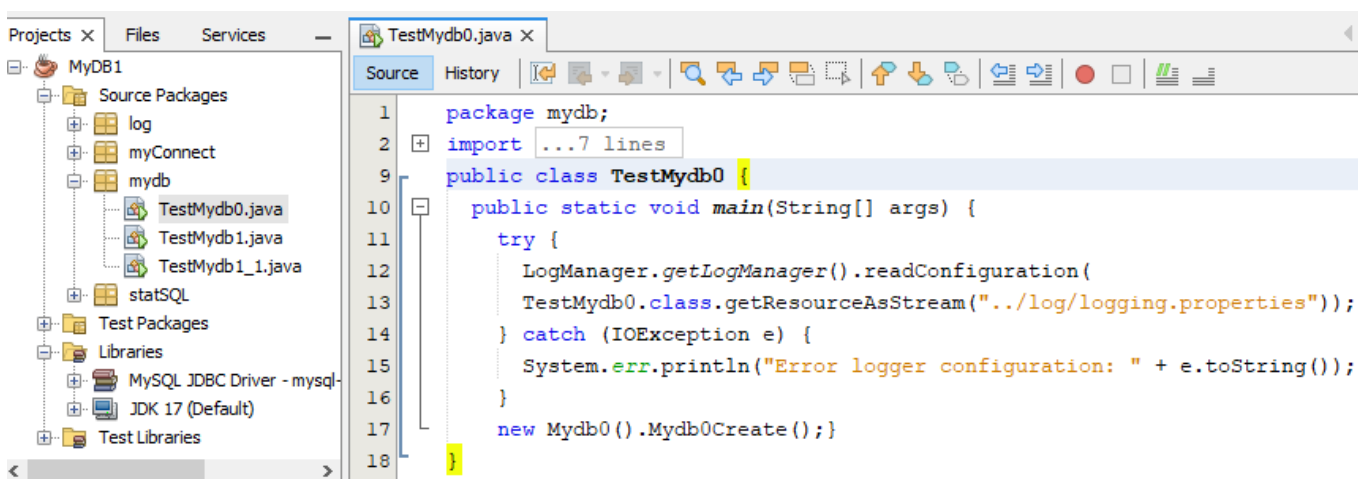 Projects × Files Services
MyDB1
Source Packages
log
myConnect
mydb
TestMydb0.java
TestMydb1.java
TestMydb1_1.java
statSQL
Test Packages
Libraries
MySQL JDBC Driver - mysql-
JDK 17 (Default)
Test Libraries
TestMydb0.java ×
Source History
1 package mydb;
2 import ...7 lines
9 public class TestMydb0 {
10 public static void main(String[] args) {
11 try {
12 LogManager.getLogManager().readConfiguration(
13 TestMydb0.class.getResourceAsStream("../log/logging.properties"));
14 } catch (IOException e) {
15 System.err.println("Error logger configuration: " + e.toString());
16 }
17 new Mydb0().Mydb0Create();}
18 }